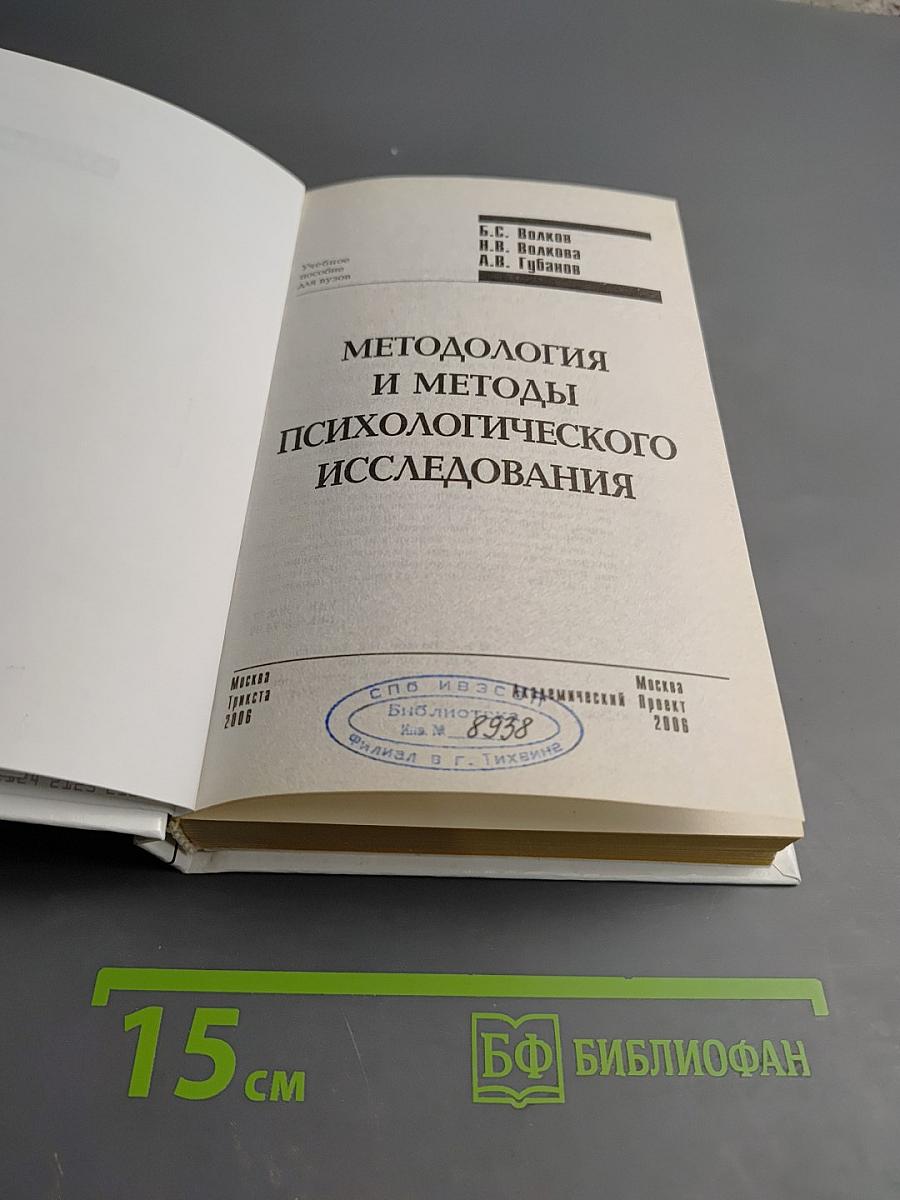 Б.С. Волков
Н.В. Волкова
А.В. Губанов
Учебное
пособие
для вузов
МЕТОДОЛОГИЯ
И МЕТОДЫ
ПСИХОЛОГИЧЕСКОГО
ИССЛЕДОВАНИЯ
Москва
Трикста
2006
Москва
Академический Проект
2006
СПб ИВЭС
Библиотека
Инв. № 8938
Филиал в г. Тихвине
15 см
БФ БИБЛИОФАН